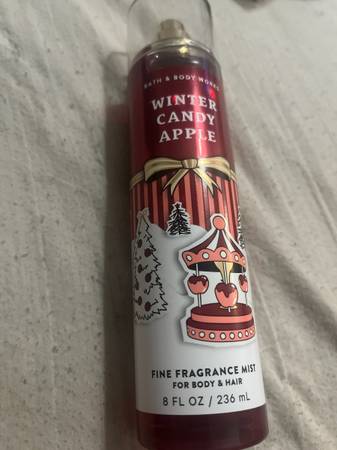 BATH & BODY WORKS
WINTER
CANDY
APPLE
FINE FRAGRANCE MIST
FOR BODY & HAIR
8 FL OZ / 236 mL